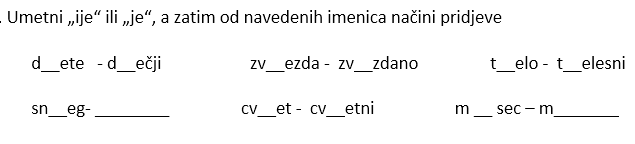 . Umetni „ije“ ili „je“, a zatim od navedenih imenica načini pridjeve
d__ete - d__ečji zv__ezda - zv__zdano t__elo - t__elesni
sn__eg- ________ cv__et - cv__etni m __ sec – m_______